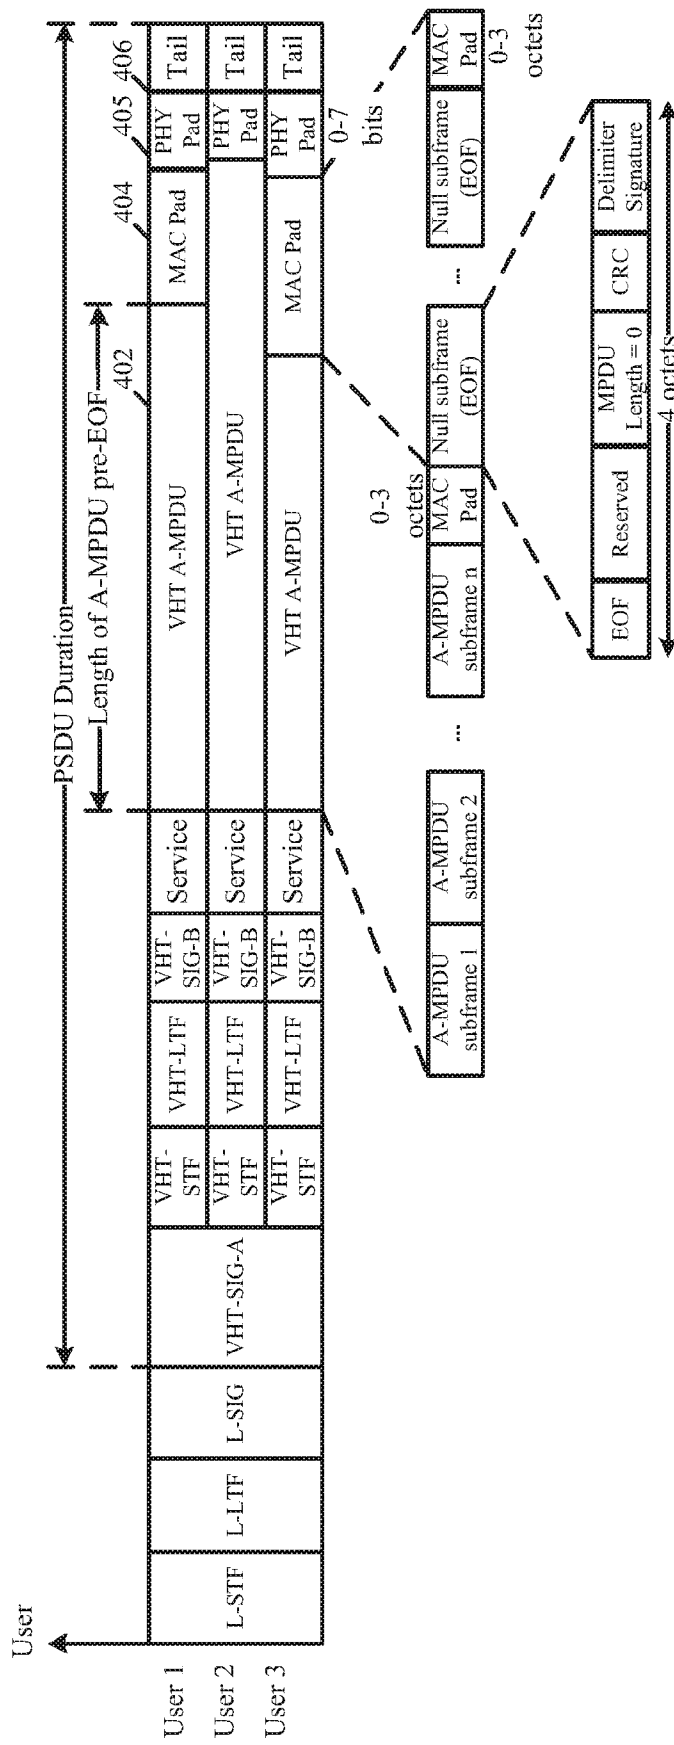 User
PSDU Duration
Length of A-MPDU pre-EOF
402
404
405
406
User 1
User 2
User 3
L-STF
L-LTF
L-SIG
VHT-SIG-A
VHT-
STF
VHT-LTF
VHT-
SIG-B
Service
VHT A-MPDU
MAC Pad
PHY
Pad
Tail
VHT-
STF
VHT-LTF
VHT-
SIG-B
Service
VHT A-MPDU
PHY
Pad
Tail
VHT-
STF
VHT-LTF
VHT-
SIG-B
Service
VHT A-MPDU
MAC Pad
PHY
Pad
Tail
0-7
bits
0-3
octets
0-3
octets
A-MPDU
subframe 1
A-MPDU
subframe 2
...
A-MPDU
subframe n
MAC
Pad
Null subframe
(EOF)
...
Null subframe
(EOF)
MAC
Pad
EOF
Reserved
MPDU
Length = 0
CRC
Delimiter
Signature
4 octets